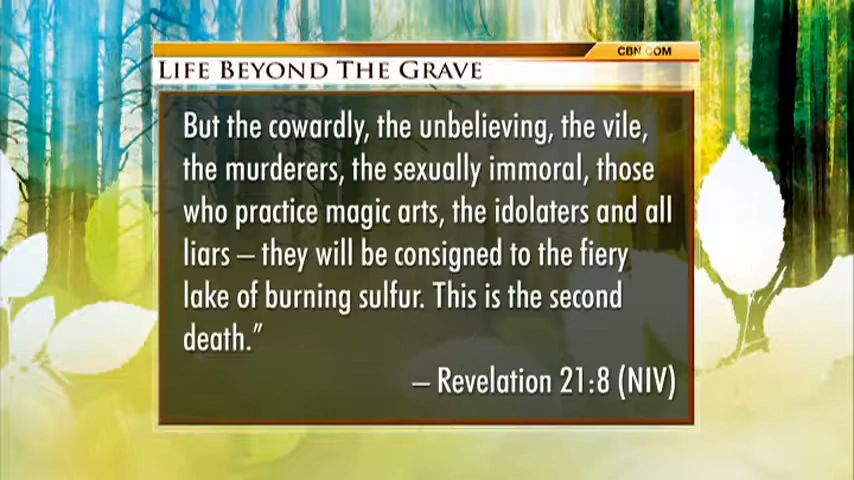 CBN.COM
LIFE BEYOND THE GRAVE
But the cowardly, the unbelieving, the vile,
the murderers, the sexually immoral, those
who practice magic arts, the idolaters and all
liars – they will be consigned to the fiery
lake of burning sulfur. This is the second
death.”
– Revelation 21:8 (NIV)